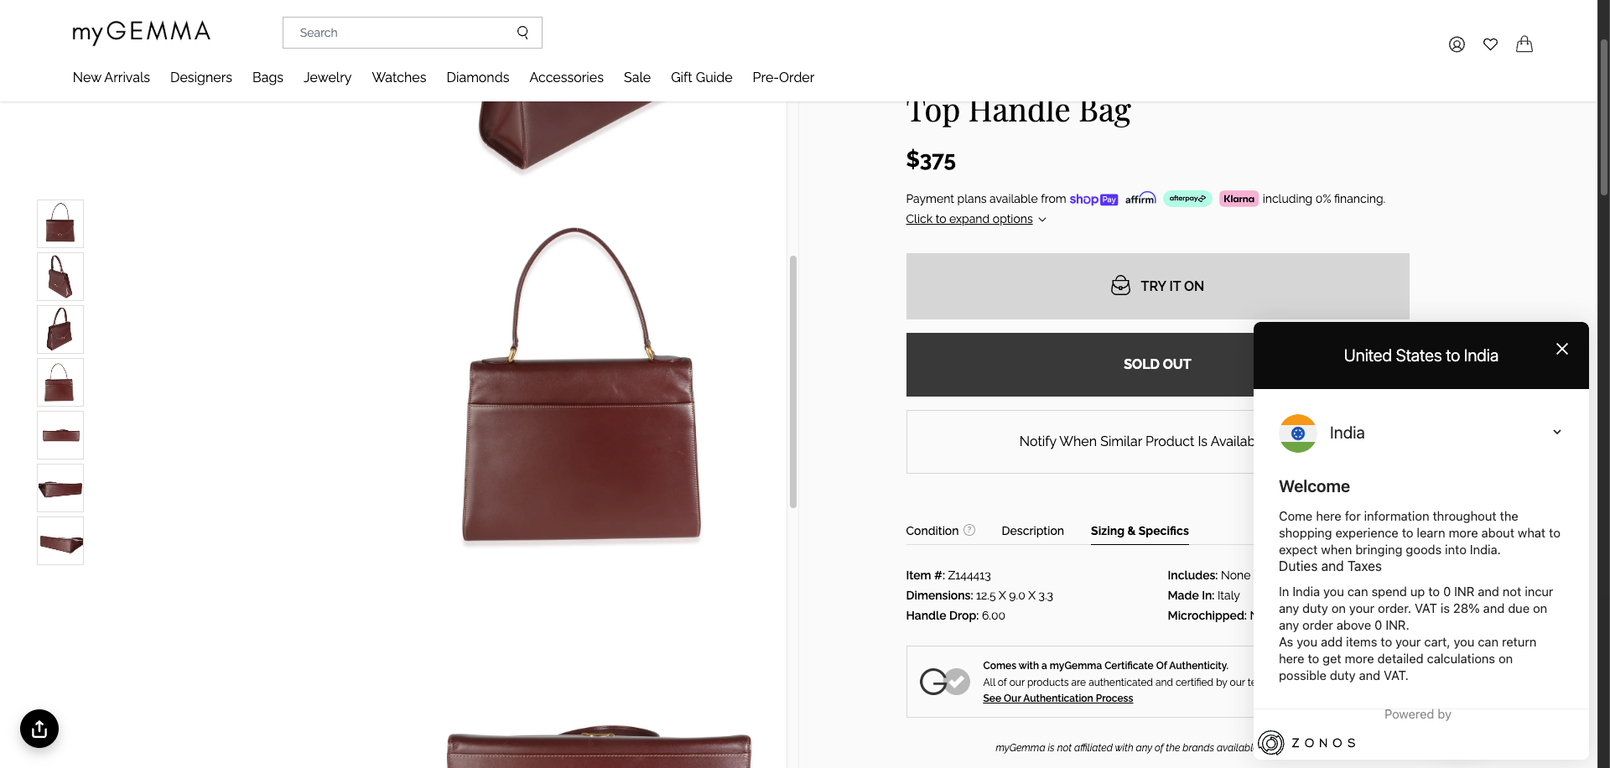 myGEMMA
Search
New Arrivals Designers Bags Jewelry Watches Diamonds Accessories Sale Gift Guide Pre-Order
Top Handle Bag
$375
Payment plans available from shop Pay affirm afterpay Klarna including 0% financing.
Click to expand options
TRY IT ON
SOLD OUT
Notify When Similar Product Is
Condition ? Description Sizing & Specifics
Item #: Z144413
Includes: None
Dimensions: 12.5 X 9.0 X 3.3
Made In: Italy
Handle Drop: 6.00
Microchipped:
Comes with a myGemma Certificate Of Authenticity.
All of our products are authenticated and certified by our
See Our Authentication Process
myGemma is not affiliated with any of the brands
United States to India
India
Welcome
Come here for information throughout the
shopping experience to learn more about what to
expect when bringing goods into India.
Duties and Taxes
In India you can spend up to 0 INR and not incur
any duty on your order. VAT is 28% and due on
any order above 0 INR.
As you add items to your cart, you can return
here to get more detailed calculations on
possible duty and VAT.
Powered by
ZONOS